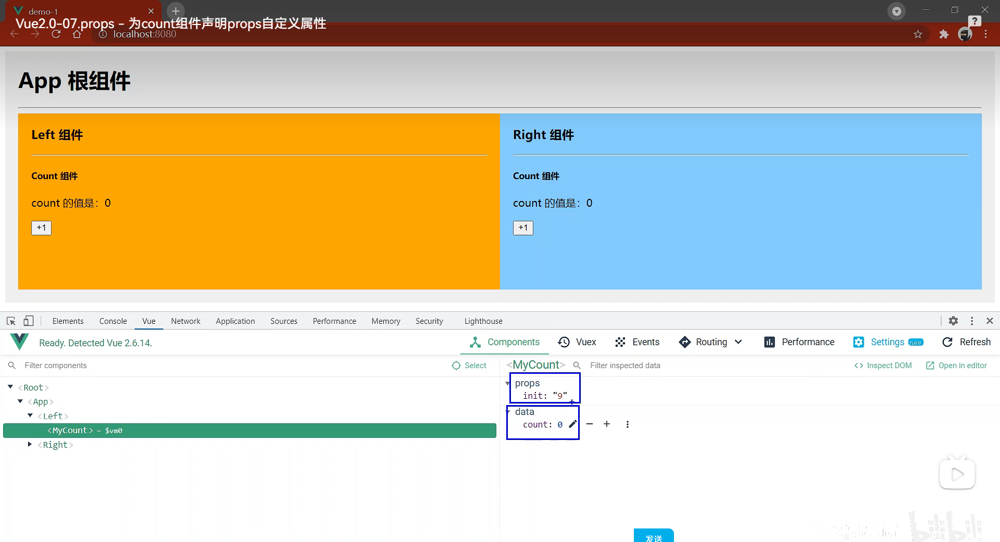 demo-1
Vue2.0-07.props - 为count组件声明props自定义属性
localhost:8080
App 根组件
Left 组件
Count 组件
count 的值是：0
+1
Right 组件
Count 组件
count 的值是：0
+1
Elements Console Vue Network Application Sources Performance Memory Security Lighthouse
Ready. Detected Vue 2.6.14.
Components Vuex Events Routing Performance Settings new Refresh
Filter components Select
<MyCount> Filter inspected data Inspect DOM Open in editor
<Root>
<App>
<Left>
<MyCount> = $vm0
<Right>
props
init: "9"
data
count: 0
发送
bilibili